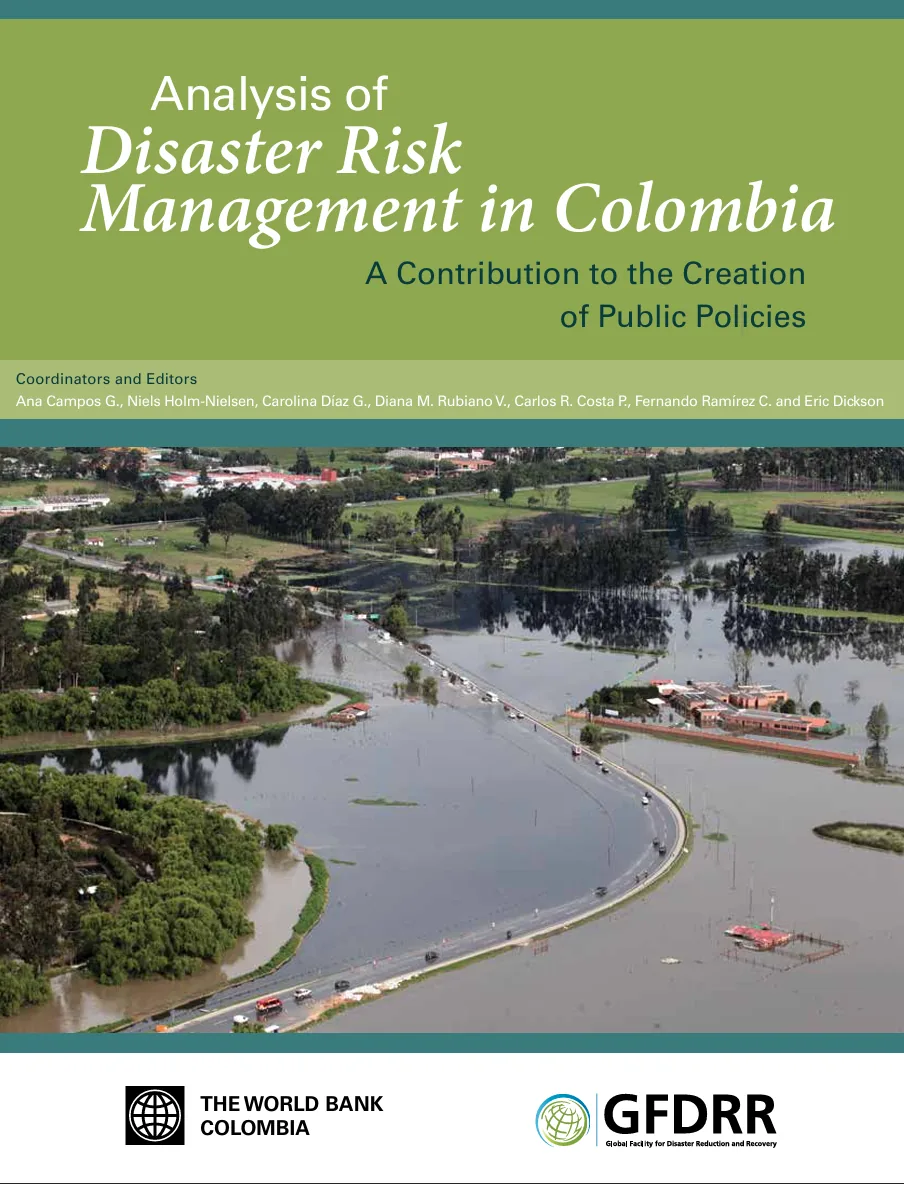 Analysis of
Disaster Risk
Management in Colombia
A Contribution to the Creation
of Public Policies
Coordinators and Editors
Ana Campos G., Niels Holm-Nielsen, Carolina Díaz G., Diana M. Rubiano V., Carlos R. Costa P., Fernando Ramírez C. and Eric Dickson
THE WORLD BANK
COLOMBIA
GFDRR
Global Facility for Disaster Reduction and Recovery